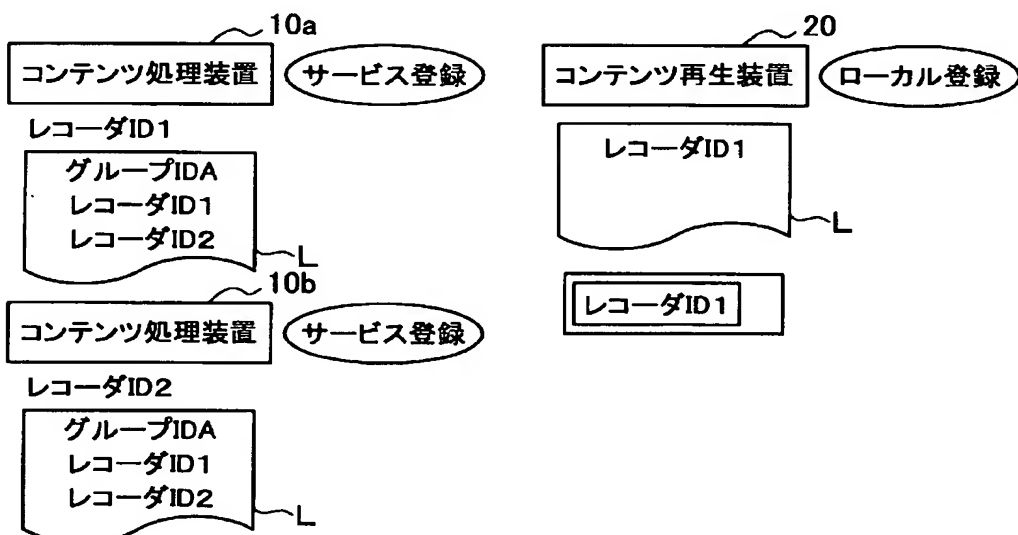 10a
コンテンツ処理装置
サービス登録
レコーダID1
グループIDA
レコーダID1
レコーダID2
L
10b
コンテンツ処理装置
サービス登録
レコーダID2
グループIDA
レコーダID1
レコーダID2
L
20
コンテンツ再生装置
ローカル登録
レコーダID1
L
レコーダID1